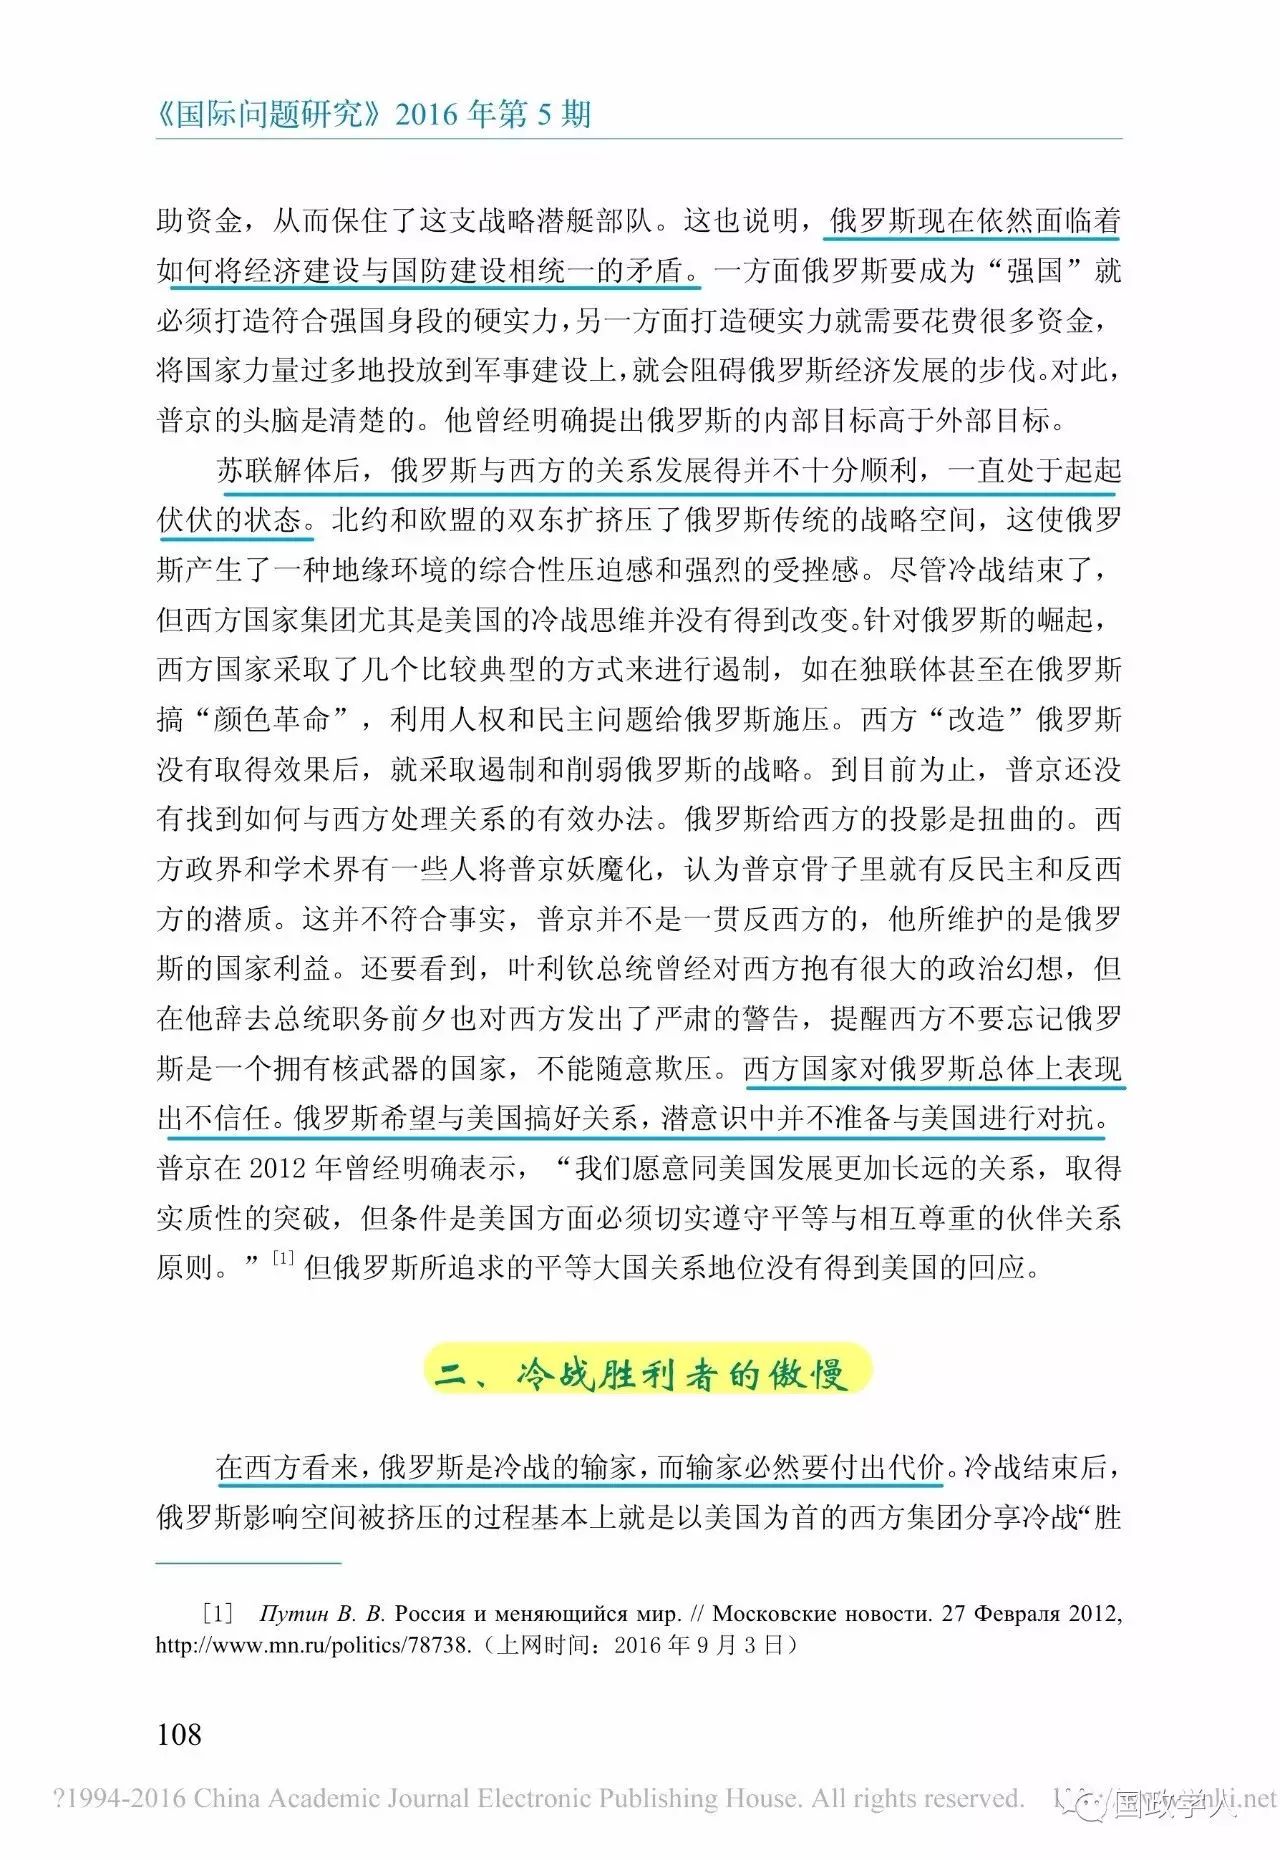 《国际问题研究》2016 年第 5 期
助资金，从而保住了这支战略潜艇部队。这也说明，俄罗斯现在依然面临着
如何将经济建设与国防建设相统一的矛盾。一方面俄罗斯要成为“强国”就
必须打造符合强国身段的硬实力，另一方面打造硬实力就需要花费很多资金，
将国家力量过多地投放到军事建设上，就会阻碍俄罗斯经济发展的步伐。对此，
普京的头脑是清楚的。他曾经明确提出俄罗斯的内部目标高于外部目标。
苏联解体后，俄罗斯与西方的关系发展得并不十分顺利，一直处于起起
伏伏的状态。北约和欧盟的双东扩挤压了俄罗斯传统的战略空间，这使俄罗
斯产生了一种地缘环境的综合性压迫感和强烈的受挫感。尽管冷战结束了，
但西方国家集团尤其是美国的冷战思维并没有得到改变。针对俄罗斯的崛起，
西方国家采取了几个比较典型的方式来进行遏制，如在独联体甚至在俄罗斯
搞“颜色革命”，利用人权和民主问题给俄罗斯施压。西方“改造”俄罗斯
没有取得效果后，就采取遏制和削弱俄罗斯的战略。到目前为止，普京还没
有找到如何与西方处理关系的有效办法。俄罗斯给西方的投影是扭曲的。西
方政界和学术界有一些人将普京妖魔化，认为普京骨子里就有反民主和反西
方的潜质。这并不符合事实，普京并不是一贯反西方的，他所维护的是俄罗
斯的国家利益。还要看到，叶利钦总统曾经对西方抱有很大的政治幻想，但
在他辞去总统职务前夕也对西方发出了严肃的警告，提醒西方不要忘记俄罗
斯是一个拥有核武器的国家，不能随意欺压。西方国家对俄罗斯总体上表现
出不信任。俄罗斯希望与美国搞好关系，潜意识中并不准备与美国进行对抗。
普京在 2012 年曾经明确表示，“我们愿意同美国发展更加长远的关系，取得
实质性的突破，但条件是美国方面必须切实遵守平等与相互尊重的伙伴关系
原则。”[1] 但俄罗斯所追求的平等大国关系地位没有得到美国的回应。
二、冷战胜利者的傲慢
在西方看来，俄罗斯是冷战的输家，而输家必然要付出代价。冷战结束后，
俄罗斯影响空间被挤压的过程基本上就是以美国为首的西方集团分享冷战“胜
[1] Путин В. В. Россия и меняющийся мир. // Московские новости. 27 Февраля 2012,
http://www.mn.ru/politics/78738.（上网时间：2016 年 9 月 3 日）
108
?1994-2016 China Academic Journal Electronic Publishing House. All rights reserved.
国政学人